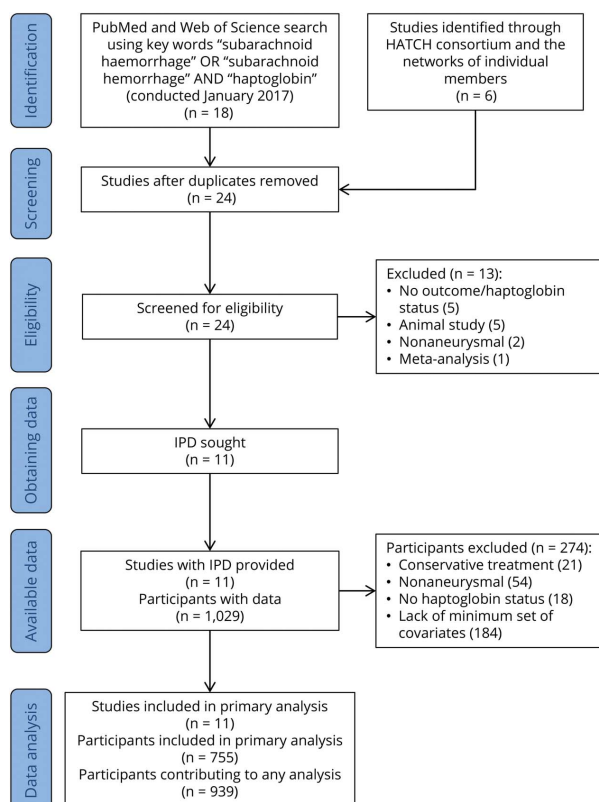 Identification
PubMed and Web of Science search
using key words “subarachnoid
haemorrhage” OR “subarachnoid
hemorrhage” AND “haptoglobin”
(conducted January 2017)
(n = 18)
Studies identified through
HATCH consortium and the
networks of individual
members
(n = 6)
Screening
Studies after duplicates removed
(n = 24)
Eligibility
Screened for eligibility
(n = 24)
Excluded (n = 13):
• No outcome/haptoglobin
status (5)
• Animal study (5)
• Nonaneurysmal (2)
• Meta-analysis (1)
Obtaining data
IPD sought
(n = 11)
Available data
Studies with IPD provided
(n = 11)
Participants with data
(n = 1,029)
Participants excluded (n = 274):
• Conservative treatment (21)
• Nonaneurysmal (54)
• No haptoglobin status (18)
• Lack of minimum set of
covariates (184)
Data analysis
Studies included in primary analysis
(n = 11)
Participants included in primary analysis
(n = 755)
Participants contributing to any analysis
(n = 939)